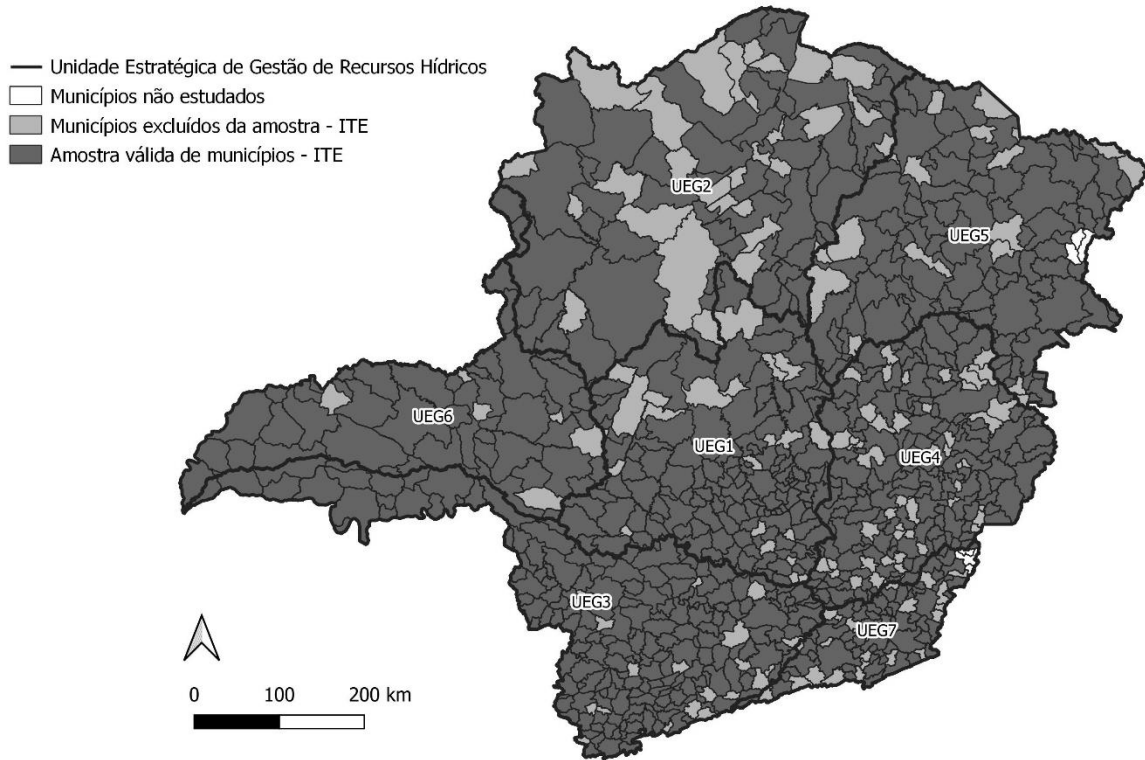 Unidade Estratégica de Gestão de Recursos Hídricos
Municípios não estudados
Municípios excluídos da amostra - ITE
Amostra válida de municípios - ITE
UEG2
UEG5
UEG6
UEG1
UEG4
UEG3
UEG7
0 100 200 km